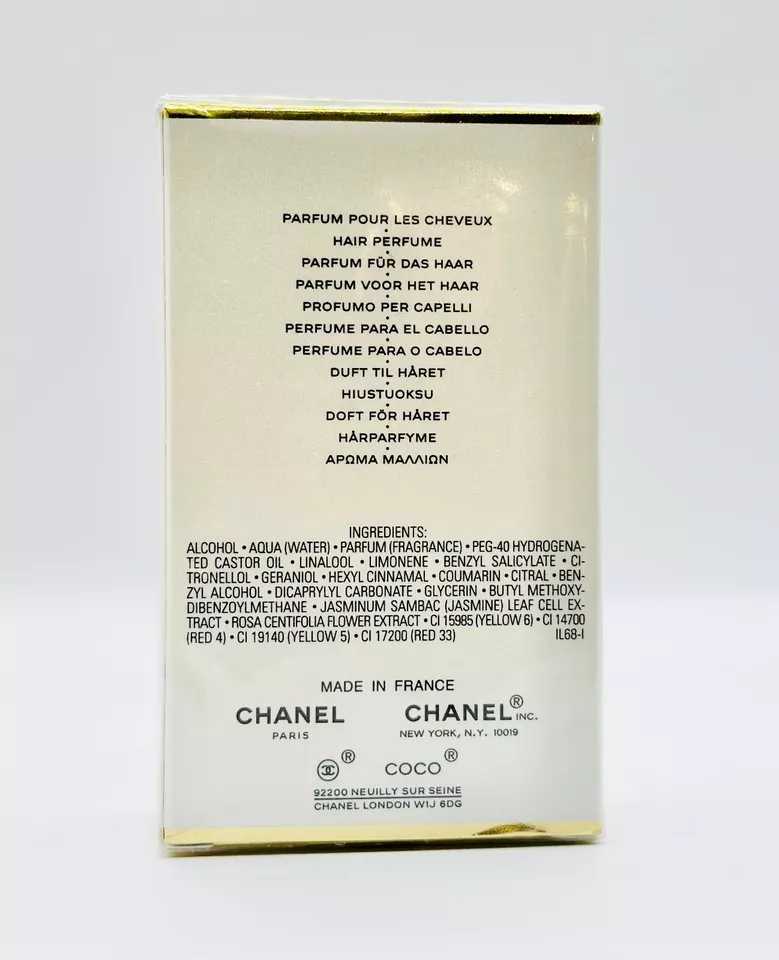 PARFUM POUR LES CHEVEUX
HAIR PERFUME
PARFUM FÜR DAS HAAR
PARFUM VOOR HET HAAR
PROFUMO PER CAPELLI
PERFUME PARA EL CABELLO
PERFUME PARA O CABELO
DUFT TIL HÅRET
HIUSTUOKSU
DOFT FÖR HÅRET
HÅRPARFYME
ΑΡΩΜΑ ΜΑΛΛΙΩΝ
INGREDIENTS:
ALCOHOL • AQUA (WATER) • PARFUM (FRAGRANCE) • PEG-40 HYDROGENA-
TED CASTOR OIL • LINALOOL • LIMONENE • BENZYL SALICYLATE • CI-
TRONELLOL • GERANIOL • HEXYL CINNAMAL • COUMARIN • CITRAL • BEN-
ZYL ALCOHOL • DICAPRYLYL CARBONATE • GLYCERIN • BUTYL METHOXY-
DIBENZOYLMETHANE • JASMINUM SAMBAC (JASMINE) LEAF CELL EX-
TRACT • ROSA CENTIFOLIA FLOWER EXTRACT • CI 15985 (YELLOW 6) • CI 14700
(RED 4) • CI 19140 (YELLOW 5) • CI 17200 (RED 33) IL68-I
MADE IN FRANCE
CHANEL CHANEL® INC.
PARIS NEW YORK, N.Y. 10019
® COCO®
92200 NEUILLY SUR SEINE
CHANEL LONDON W1J 6DG